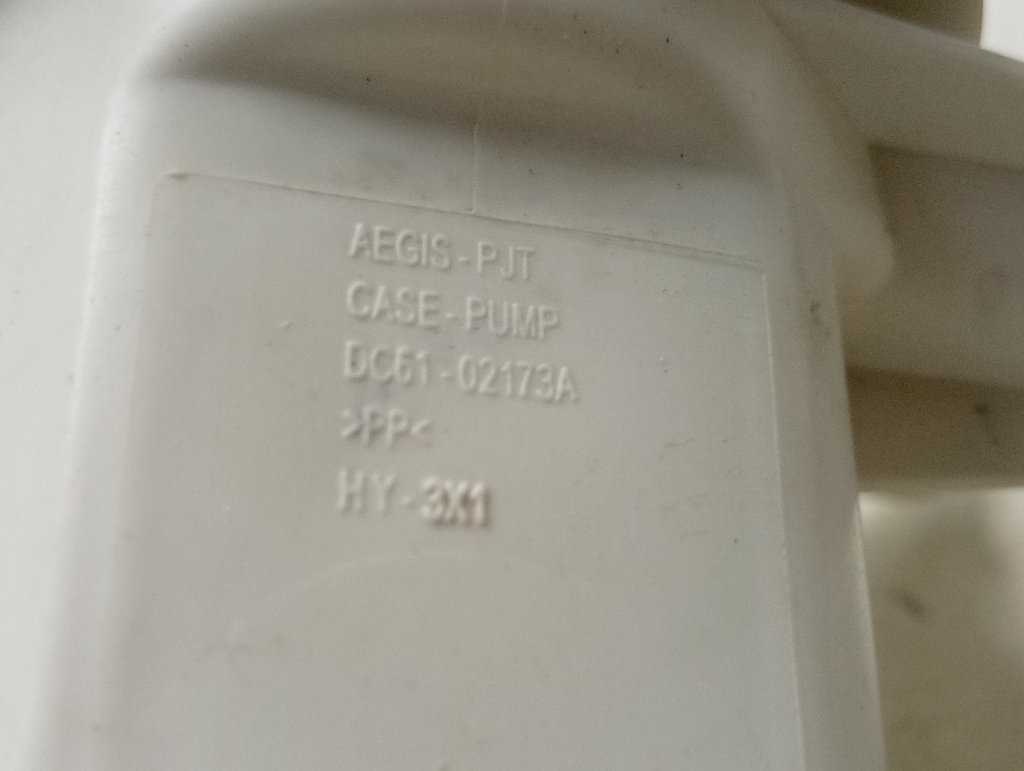 AEGIS-PJT
CASE-PUMP
DC61-02173A
>PP<
HY-3X1